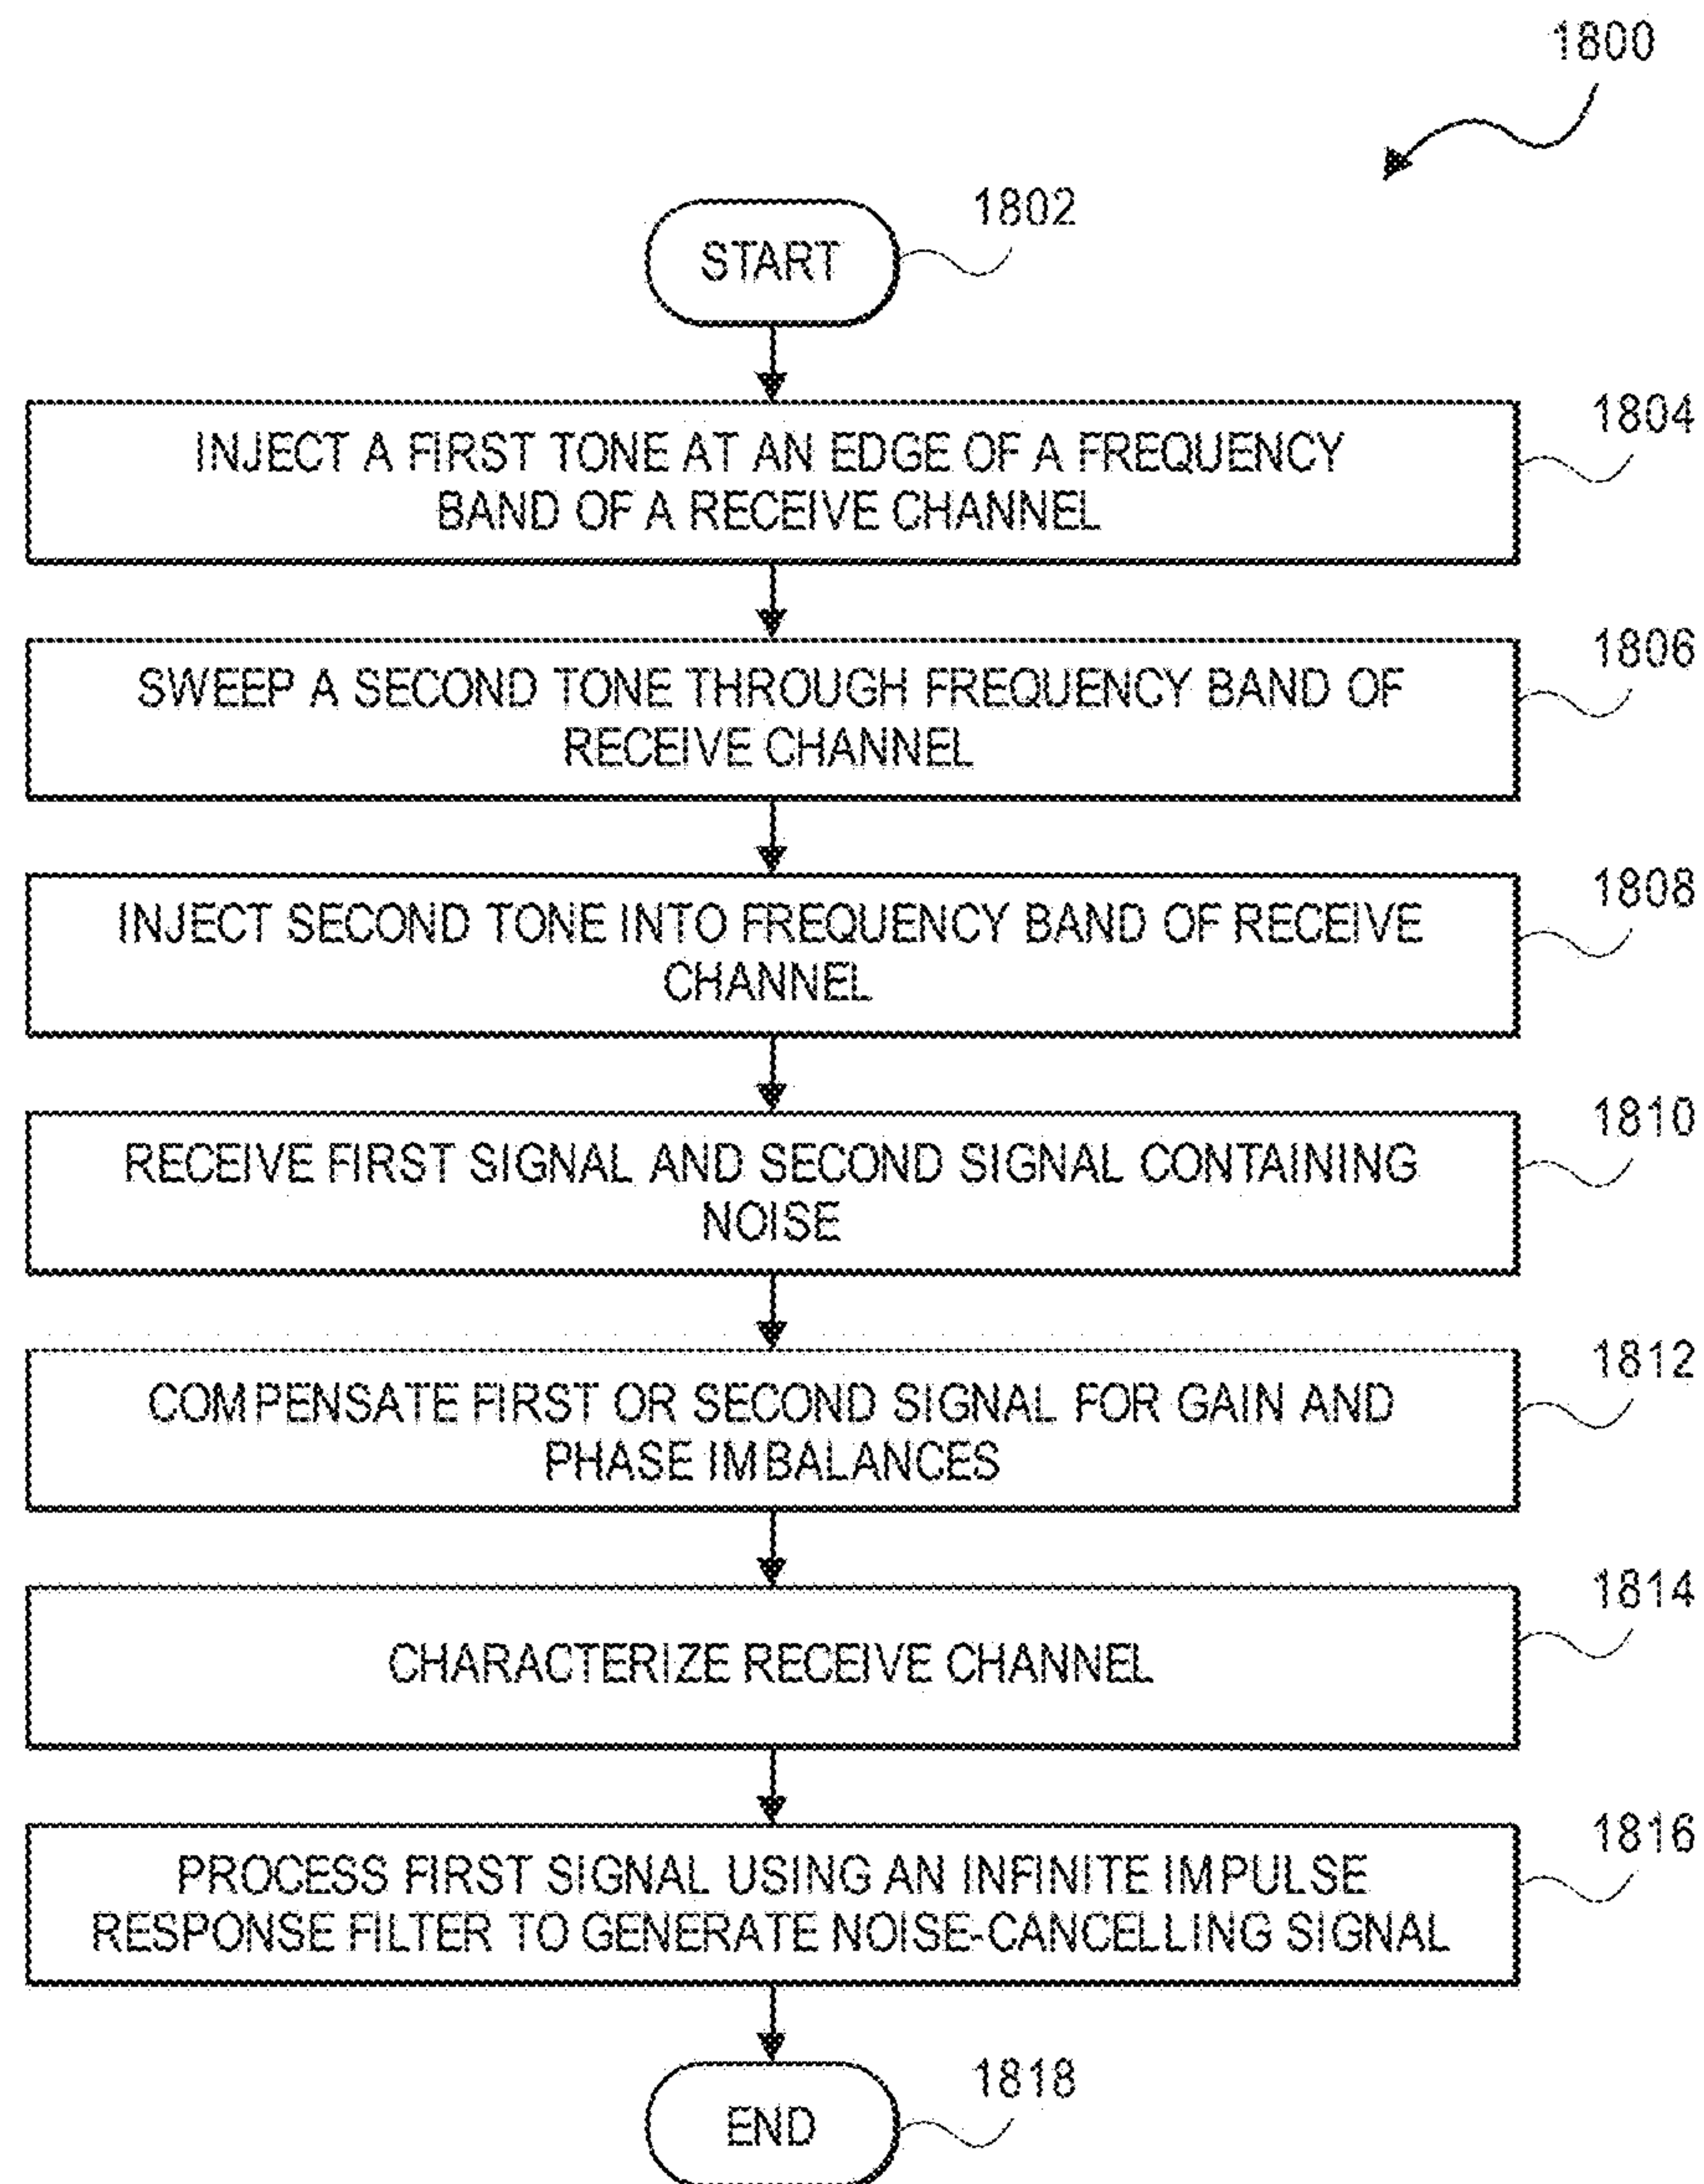 1800
START
1802
INJECT A FIRST TONE AT AN EDGE OF A FREQUENCY
BAND OF A RECEIVE CHANNEL
1804
SWEEP A SECOND TONE THROUGH FREQUENCY BAND OF
RECEIVE CHANNEL
1806
INJECT SECOND TONE INTO FREQUENCY BAND OF RECEIVE
CHANNEL
1808
RECEIVE FIRST SIGNAL AND SECOND SIGNAL CONTAINING
NOISE
1810
COMPENSATE FIRST OR SECOND SIGNAL FOR GAIN AND
PHASE IMBALANCES
1812
CHARACTERIZE RECEIVE CHANNEL
1814
PROCESS FIRST SIGNAL USING AN INFINITE IMPULSE
RESPONSE FILTER TO GENERATE NOISE-CANCELLING SIGNAL
1816
END
1818